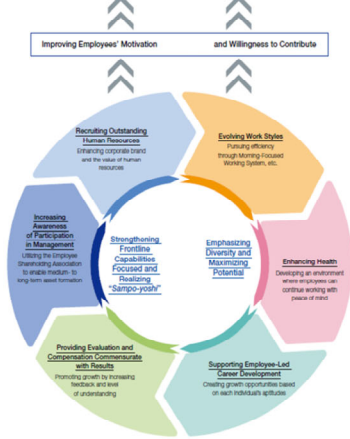 Improving Employees' Motivation and Willingness to Contribute
Recruiting Outstanding
Human Resources
Enhancing corporate brand
and the value of human
resources
Evolving Work Styles
Pursuing efficiency
through Morning-Focused
Working System, etc.
Increasing
Awareness
of Participation
in Management
Utilizing the Employee
Shareholding Association
to enable medium- to
long-term asset formation
Strengthening
Frontline
Capabilities
Focused and
Realizing
"Sampo-yoshi"
Emphasizing
Diversity and
Maximizing
Potential
Enhancing Health
Developing an environment
where employees can
continue working with
peace of mind
Providing Evaluation and
Compensation Commensurate
with Results
Promoting growth by increasing
feedback and level
of understanding
Supporting Employee-Led
Career Development
Creating growth opportunities based
on each individual's aptitudes